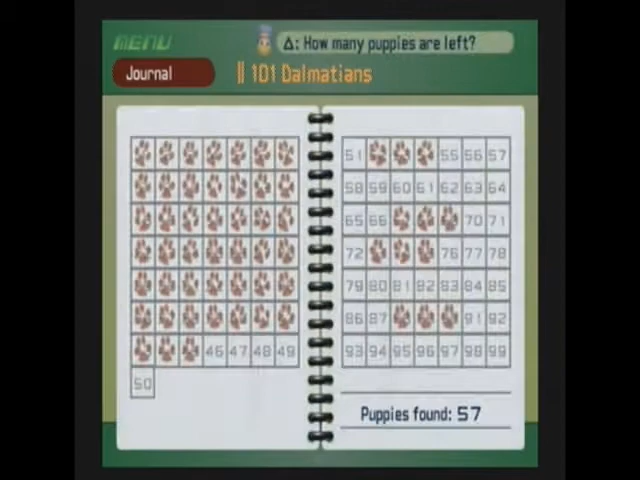 MENU
Δ: How many puppies are left?
Journal
101 Dalmatians
46 47 48 49
50
51 55 56 57
58 59 60 61 62 63 64
65 66 70 71
72 76 77 78
79 80 81 82 83 84 85
86 87 91 92
93 94 95 96 97 98 99
Puppies found: 57